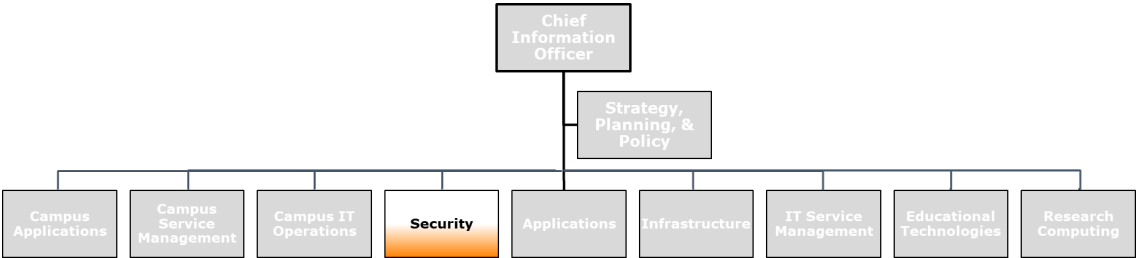 Chief
Information
Officer
Strategy,
Planning, &
Policy
Campus
Applications
Campus
Service
Management
Campus IT
Operations
Security
Applications
Infrastructure
IT Service
Management
Educational
Technologies
Research
Computing